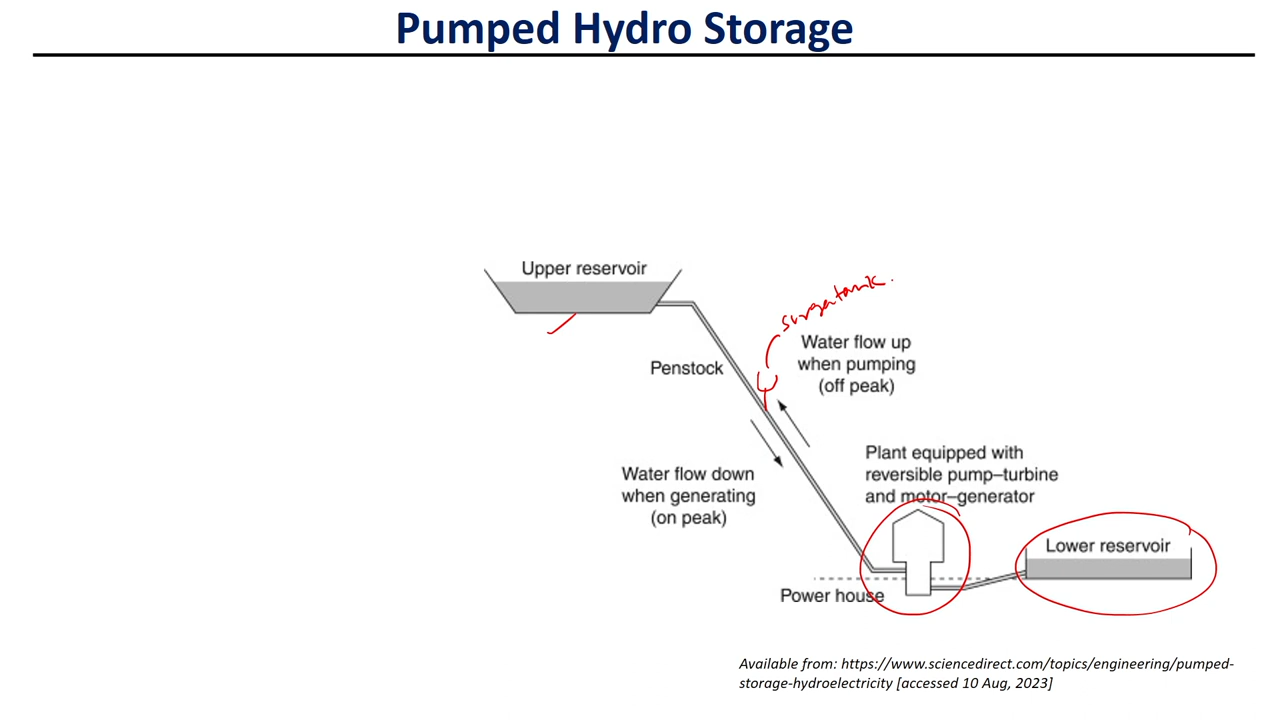 Pumped Hydro Storage
Upper reservoir
surgetank.
Water flow up
when pumping
(off peak)
Penstock
Water flow down
when generating
(on peak)
Plant equipped with
reversible pump–turbine
and motor–generator
Lower reservoir
Power house
Available from: https://www.sciencedirect.com/topics/engineering/pumped-
storage-hydroelectricity [accessed 10 Aug, 2023]